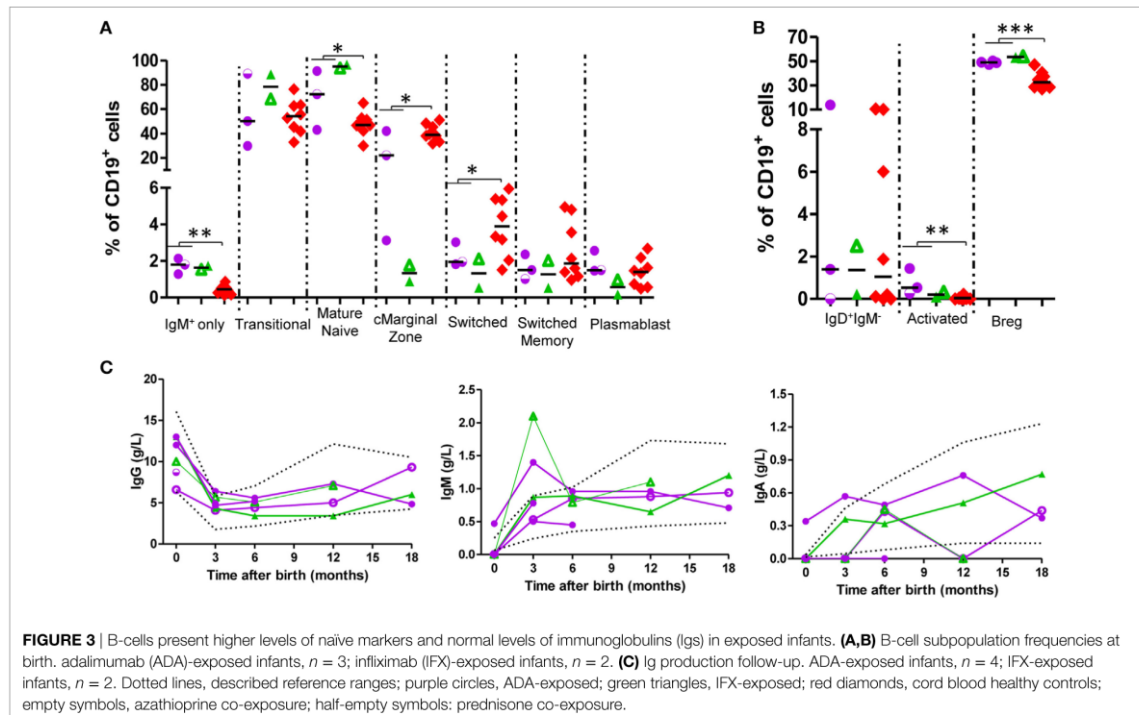 A
B
% of CD19+ cells
100
80
60
40
20
6
4
2
0
**
*
*
*
IgM+ only
Transitional
Mature
Naive
cMarginal
Zone
Switched
Switched
Memory
Plasmablast
% of CD19+ cells
70
50
30
10
8
6
4
2
0
**
***
IgD+IgM-
Activated
Breg
C
IgG (g/L)
20
15
10
5
0
0 3 6 9 12 15 18
Time after birth (months)
IgM (g/L)
2.5
2.0
1.5
1.0
0.5
0.0
0 3 6 9 12 15 18
Time after birth (months)
IgA (g/L)
1.5
1.2
0.9
0.6
0.3
0.0
0 3 6 9 12 15 18
Time after birth (months)
FIGURE 3 | B-cells present higher levels of naïve markers and normal levels of immunoglobulins (Igs) in exposed infants. (A,B) B-cell subpopulation frequencies at
birth. adalimumab (ADA)-exposed infants, n = 3; infliximab (IFX)-exposed infants, n = 2. (C) Ig production follow-up. ADA-exposed infants, n = 4; IFX-exposed
infants, n = 2. Dotted lines, described reference ranges; purple circles, ADA-exposed; green triangles, IFX-exposed; red diamonds, cord blood healthy controls;
empty symbols, azathioprine co-exposure; half-empty symbols: prednisone co-exposure.